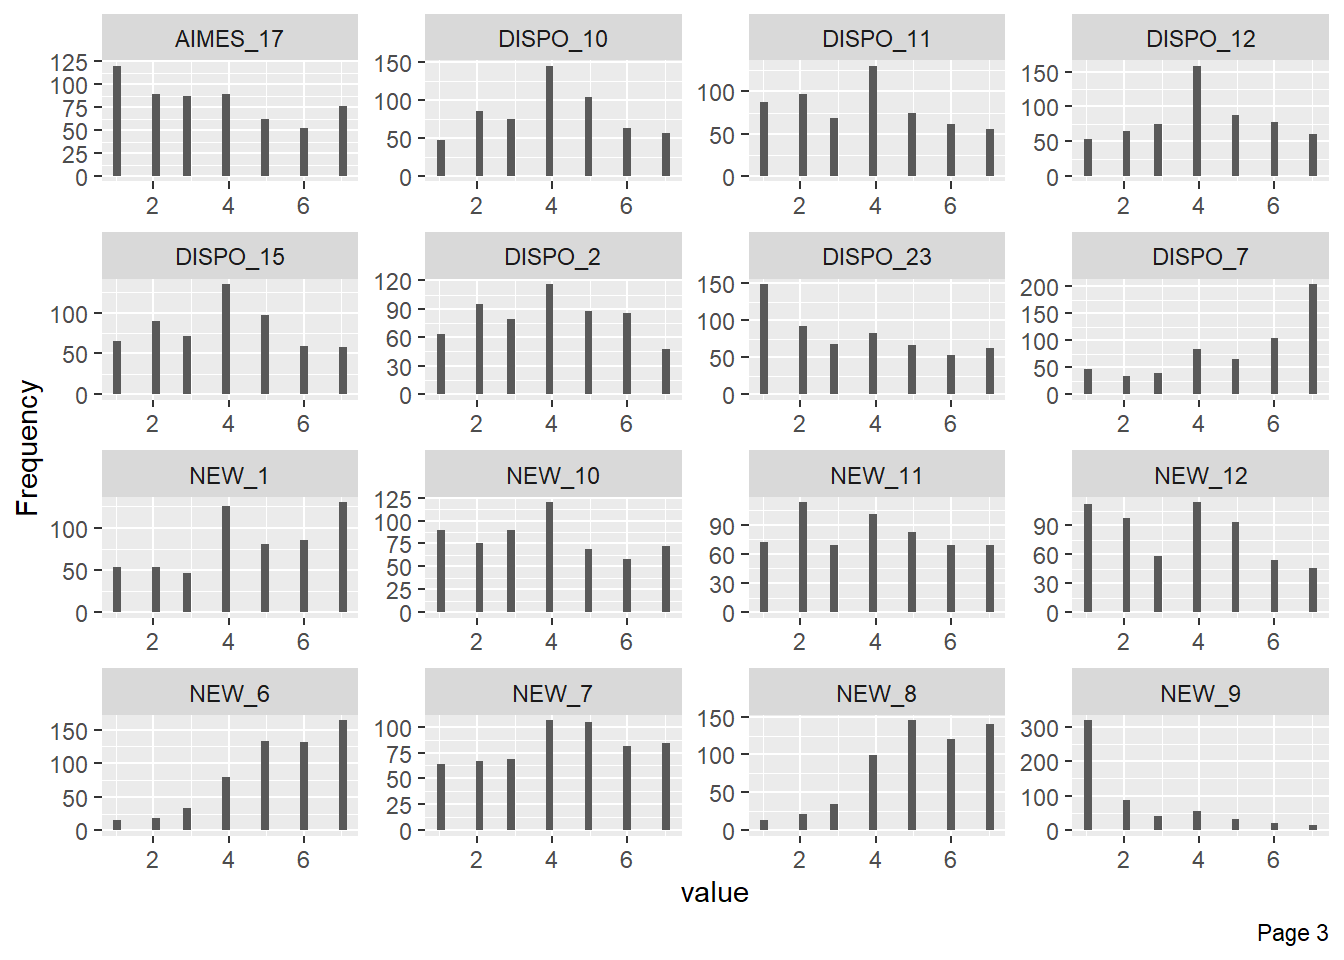 AIMES_17 DISPO_10 DISPO_11 DISPO_12
125 100 75 50 25 0
150 100 50 0
100 50 0
150 100 50 0
2 4 6 2 4 6 2 4 6 2 4 6
DISPO_15 DISPO_2 DISPO_23 DISPO_7
100 50 0
120 90 60 30 0
150 100 50 0
200 150 100 50 0
2 4 6 2 4 6 2 4 6 2 4 6
Frequency
NEW_1 NEW_10 NEW_11 NEW_12
100 50 0
125 100 75 50 25 0
90 60 30 0
90 60 30 0
2 4 6 2 4 6 2 4 6 2 4 6
NEW_6 NEW_7 NEW_8 NEW_9
150 100 50 0
100 75 50 25 0
150 100 50 0
300 200 100 0
2 4 6 2 4 6 2 4 6 2 4 6
value
Page 3